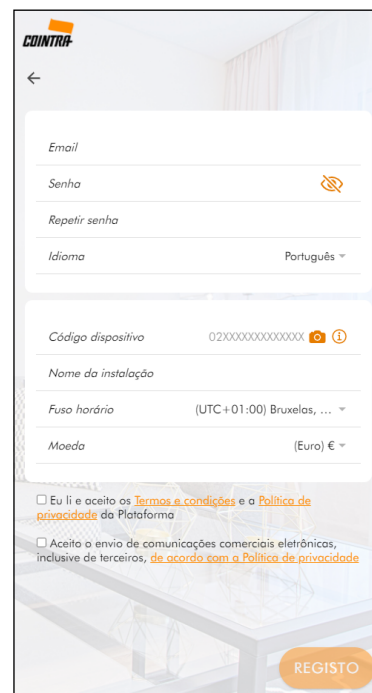 COINTRA
Email
Senha
Repetir senha
Idioma Português
Código dispositivo 02XXXXXXXXXXXXX
Nome da instalação
Fuso horário (UTC+01:00) Bruxelas, ...
Moeda (Euro) €
Eu li e aceito os Termos e condições e a Política de
privacidade da Plataforma
Aceito o envio de comunicações comerciais eletrônicas,
inclusive de terceiros, de acordo com a Política de privacidade
REGISTO